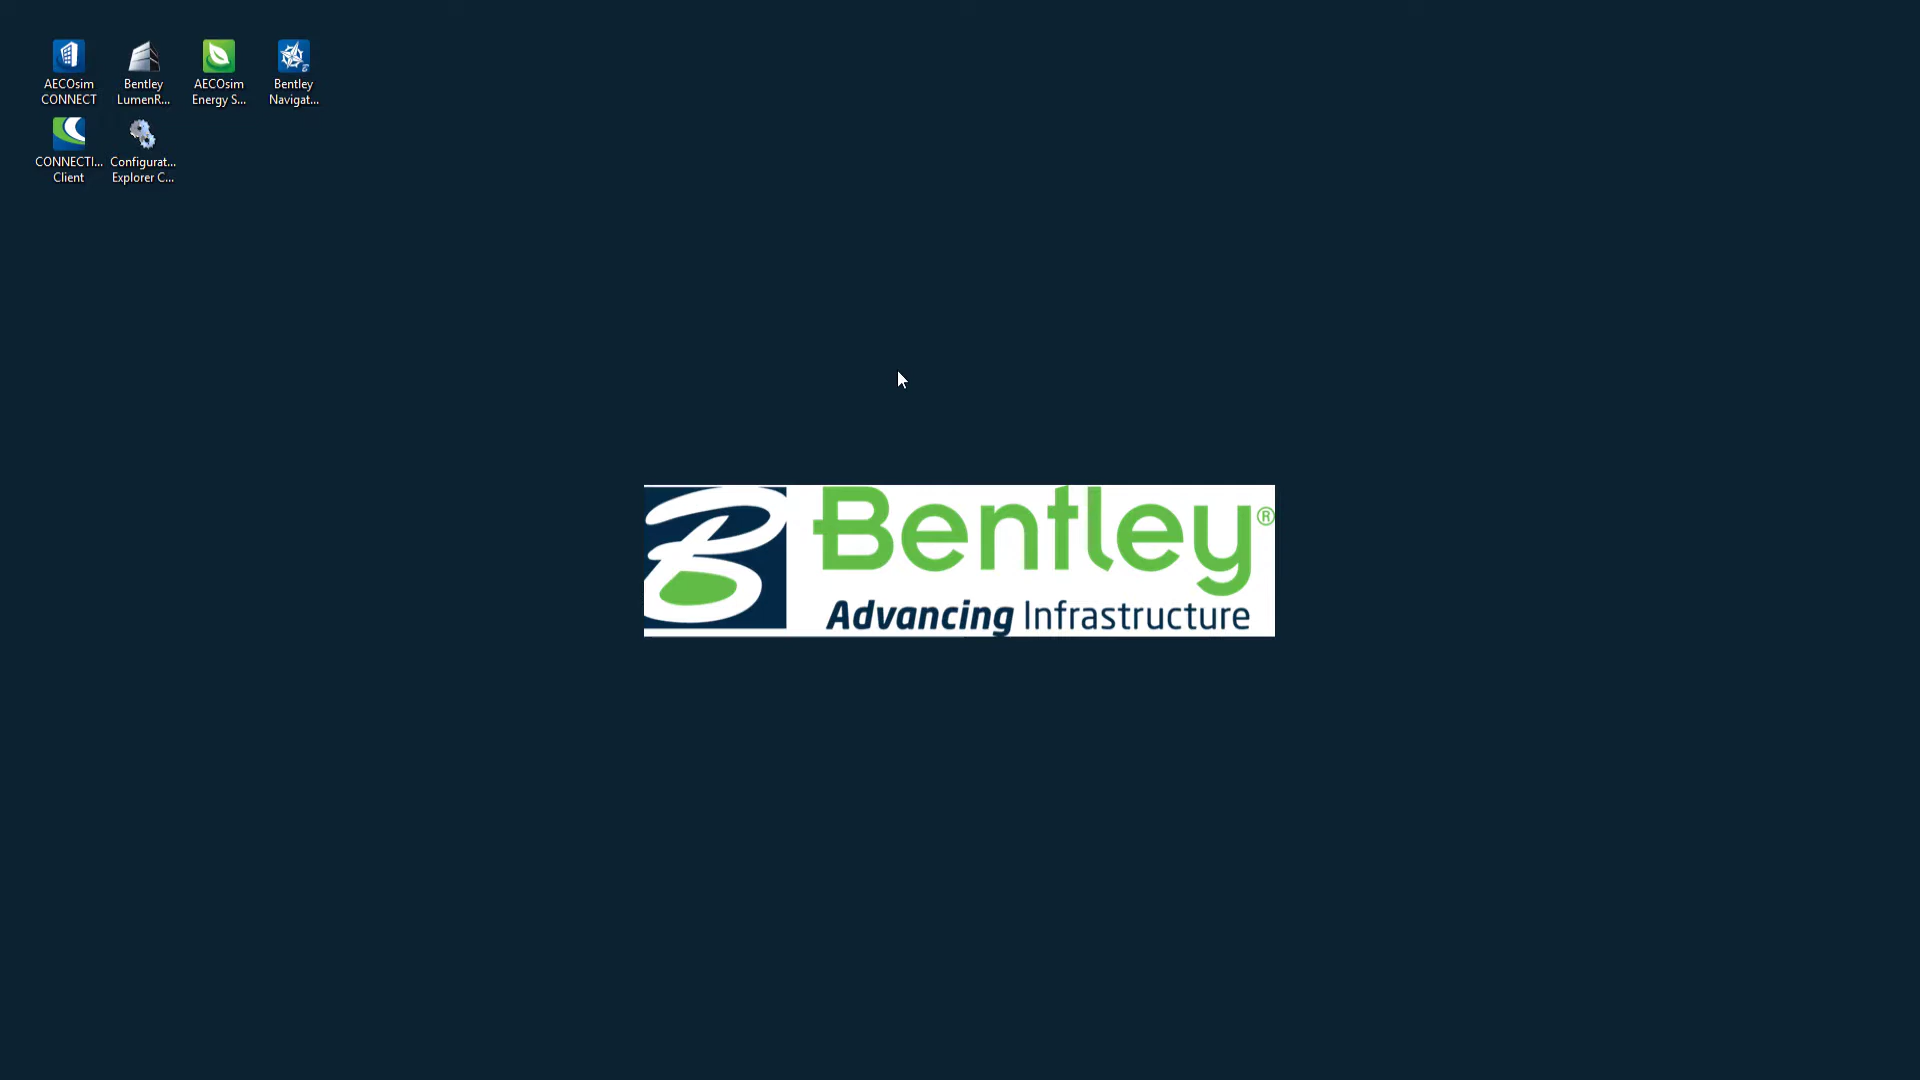 AECOsim
CONNECT
Bentley
LumenR...
AECOsim
Energy S...
Bentley
Navigat...
CONNECTI...
Client
Configurat...
Explorer C...
Bentley®
Advancing Infrastructure